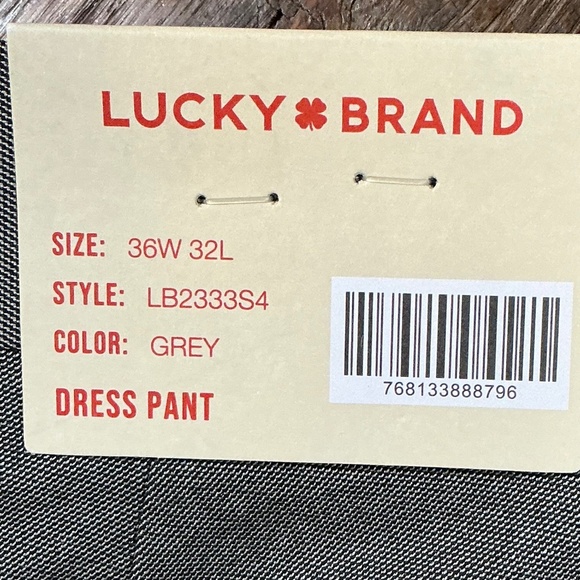 LUCKY BRAND
SIZE: 36W 32L
STYLE: LB2333S4
COLOR: GREY
DRESS PANT
768133888796